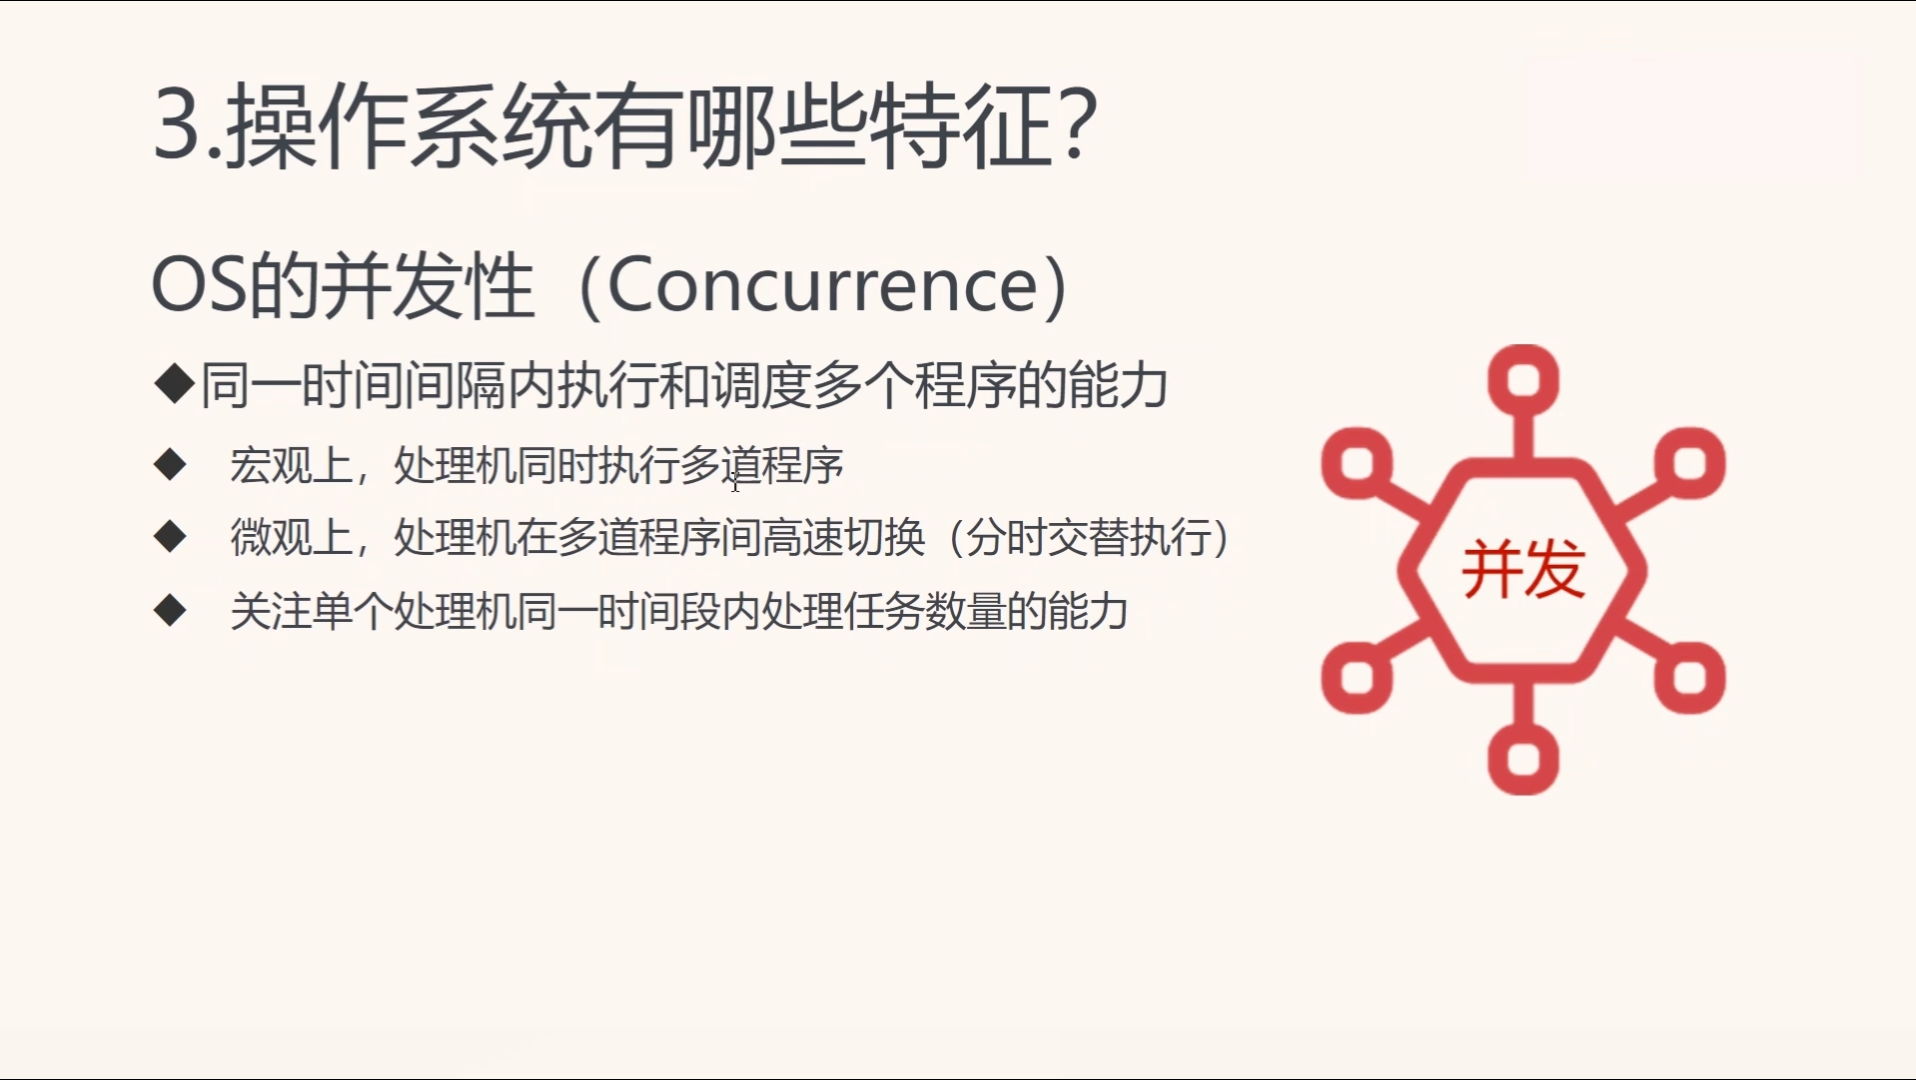 3.操作系统有哪些特征？
OS的并发性（Concurrence）
◆同一时间间隔内执行和调度多个程序的能力
◆ 宏观上，处理机同时执行多道程序
◆ 微观上，处理机在多道程序间高速切换（分时交替执行）
◆ 关注单个处理机同一时间段内处理任务数量的能力
并发